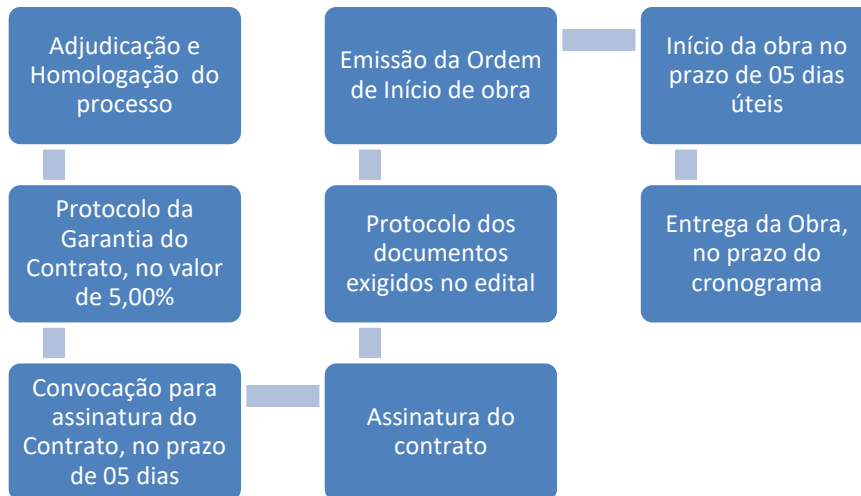 Adjudicação e
Homologação do
processo
Protocolo da
Garantia do
Contrato, no valor
de 5,00%
Convocação para
assinatura do
Contrato, no prazo
de 05 dias
Assinatura do
contrato
Protocolo dos
documentos
exigidos no edital
Emissão da Ordem
de Início de obra
Início da obra no
prazo de 05 dias
úteis
Entrega da Obra,
no prazo do
cronograma